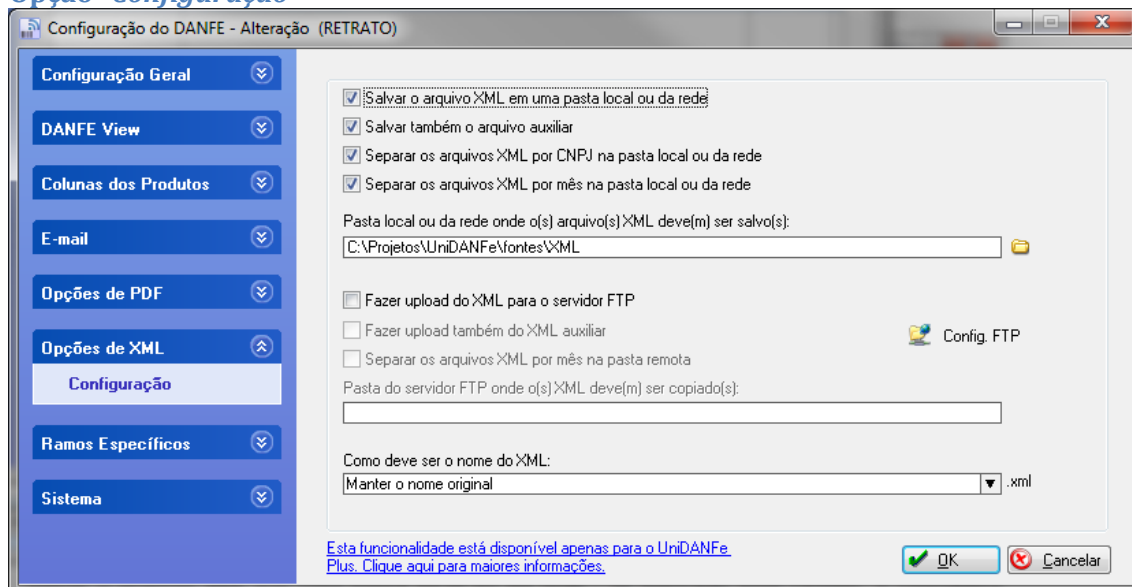 Opção "Configuração"
Configuração do DANFE - Alteração (RETRATO)
Configuração Geral
DANFE View
Colunas dos Produtos
E-mail
Opções de PDF
Opções de XML
Configuração
Ramos Específicos
Sistema
Salvar o arquivo XML em uma pasta local ou da rede
Salvar também o arquivo auxiliar
Separar os arquivos XML por CNPJ na pasta local ou da rede
Separar os arquivos XML por mês na pasta local ou da rede
Pasta local ou da rede onde o(s) arquivo(s) XML deve(m) ser salvo(s):
C:\Projetos\UniDANFe\fontes\XML
Fazer upload do XML para o servidor FTP
Fazer upload também do XML auxiliar
Config. FTP
Separar os arquivos XML por mês na pasta remota
Pasta do servidor FTP onde o(s) XML deve(m) ser copiado(s):
Como deve ser o nome do XML:
Manter o nome original .xml
Esta funcionalidade está disponível apenas para o UniDANFe
Plus. Clique aqui para maiores informações.
OK Cancelar